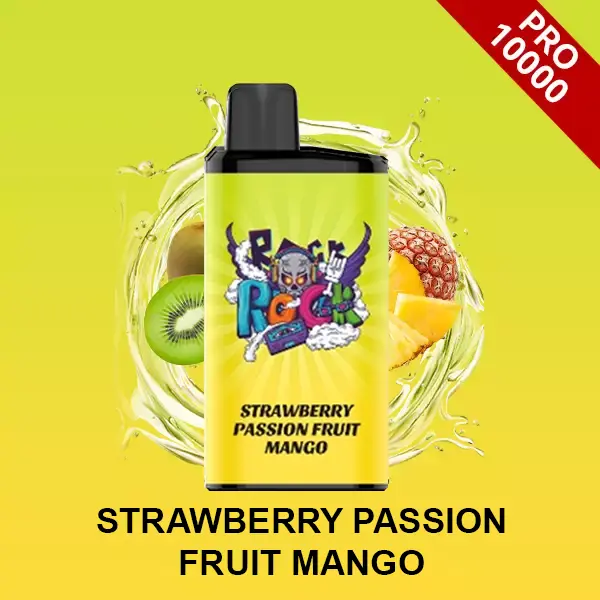 PRO
10000
ROCK
ROCK
STRAWBERRY
PASSION FRUIT
MANGO
STRAWBERRY PASSION
FRUIT MANGO